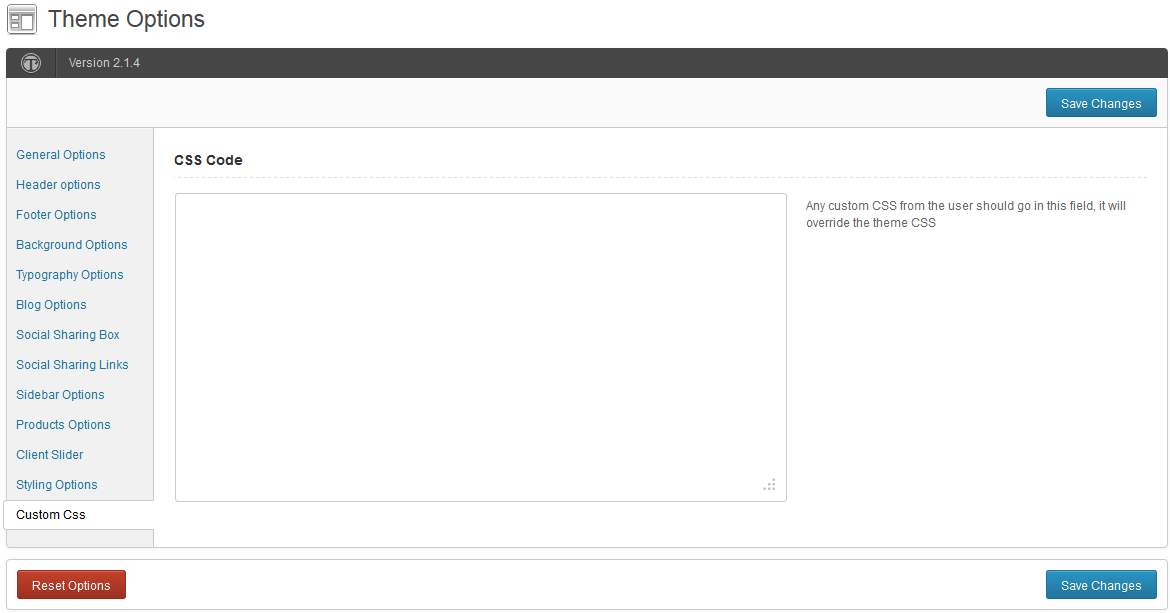 Theme Options
Version 2.1.4
Save Changes
General Options
Header options
Footer Options
Background Options
Typography Options
Blog Options
Social Sharing Box
Social Sharing Links
Sidebar Options
Products Options
Client Slider
Styling Options
Custom Css
CSS Code
Any custom CSS from the user should go in this field, it will
override the theme CSS
Reset Options
Save Changes